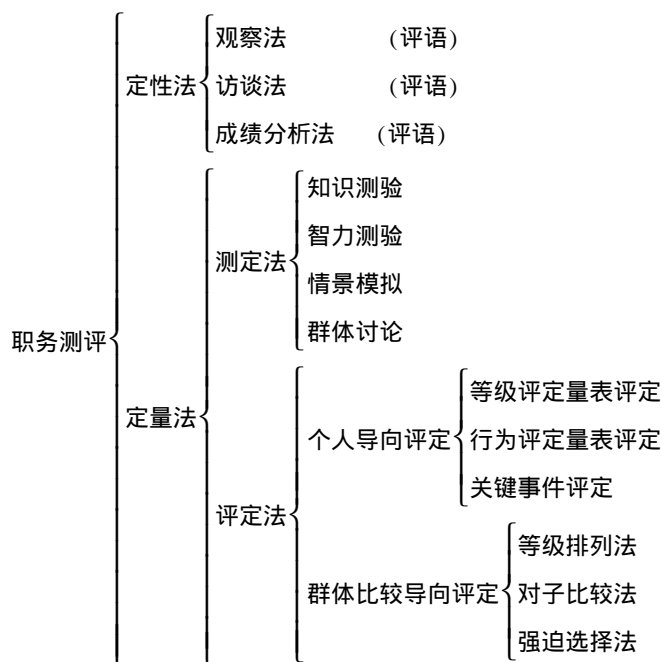 观察法 (评语)
定性法 访谈法 (评语)
成绩分析法 (评语)
知识测验
智力测验
测定法
情景模拟
群体讨论
职务测评
等级评定量表评定
定量法 个人导向评定 行为评定量表评定
关键事件评定
评定法
等级排列法
群体比较导向评定 对子比较法
强迫选择法